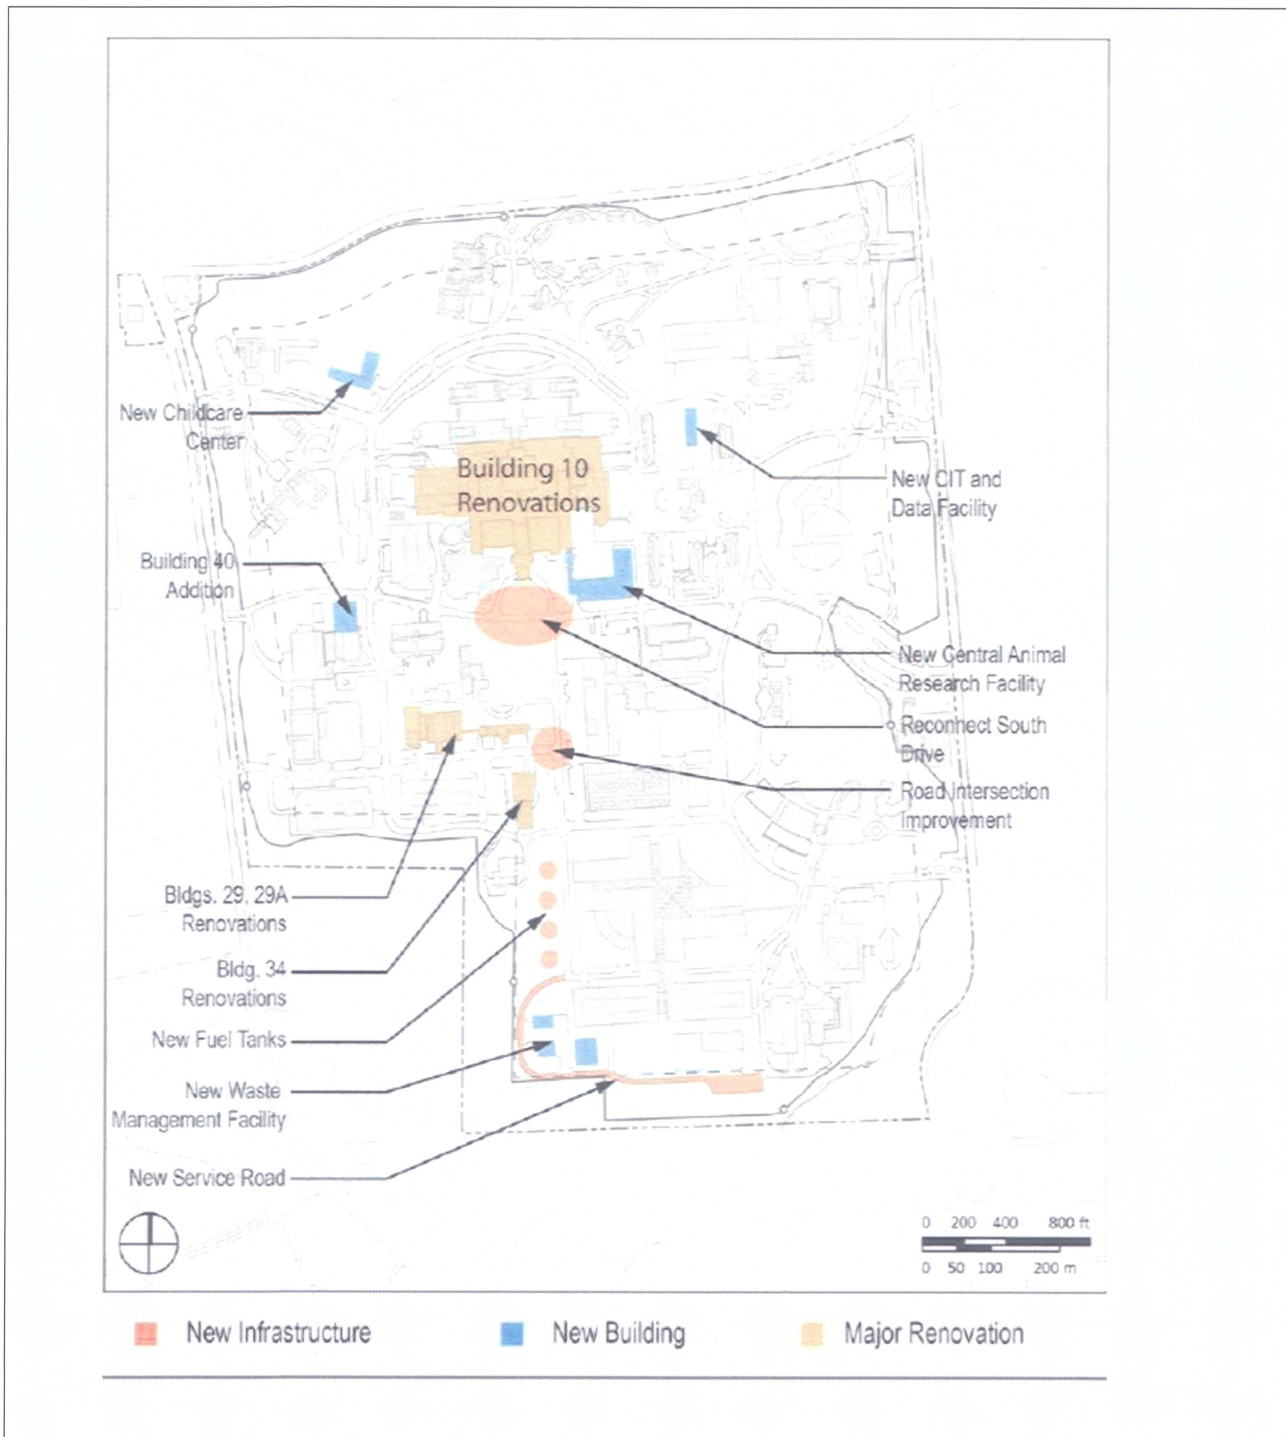 New Childcare
Center
Building 10
Renovations
New CIT and
Data Facility
Building 40
Addition
New Central Animal
Research Facility
Reconnect South
Drive
Road Intersection
Improvement
Bldgs. 29, 29A
Renovations
Bldg. 34
Renovations
New Fuel Tanks
New Waste
Management Facility
New Service Road
0 200 400 800 ft
0 50 100 200 m
New Infrastructure
New Building
Major Renovation